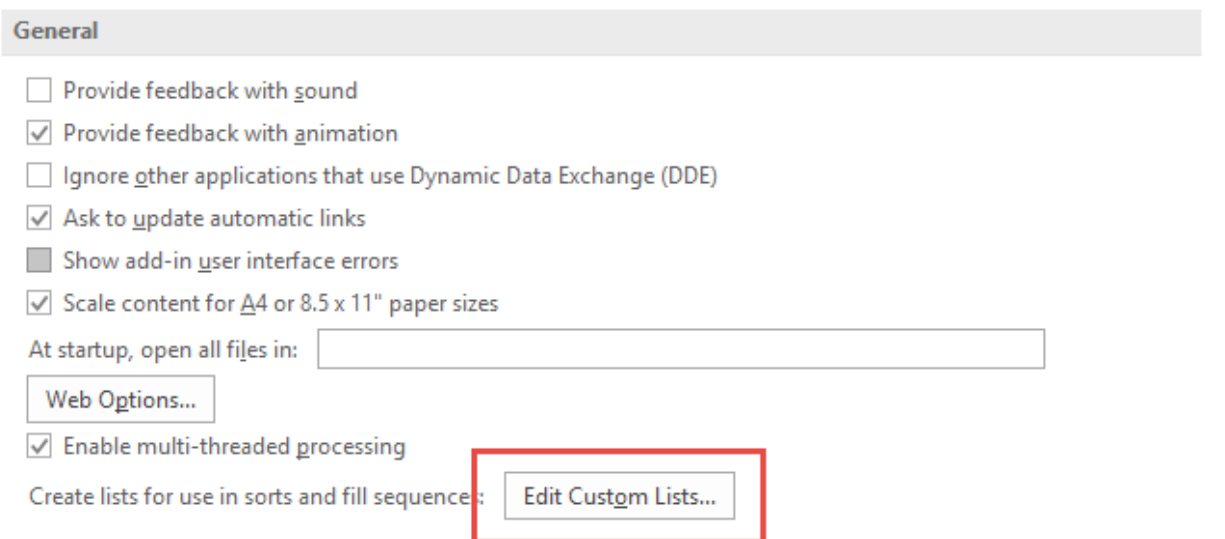 General
Provide feedback with sound
Provide feedback with animation
Ignore other applications that use Dynamic Data Exchange (DDE)
Ask to update automatic links
Show add-in user interface errors
Scale content for A4 or 8.5 x 11" paper sizes
At startup, open all files in:
Web Options...
Enable multi-threaded processing
Create lists for use in sorts and fill sequences: Edit Custom Lists...